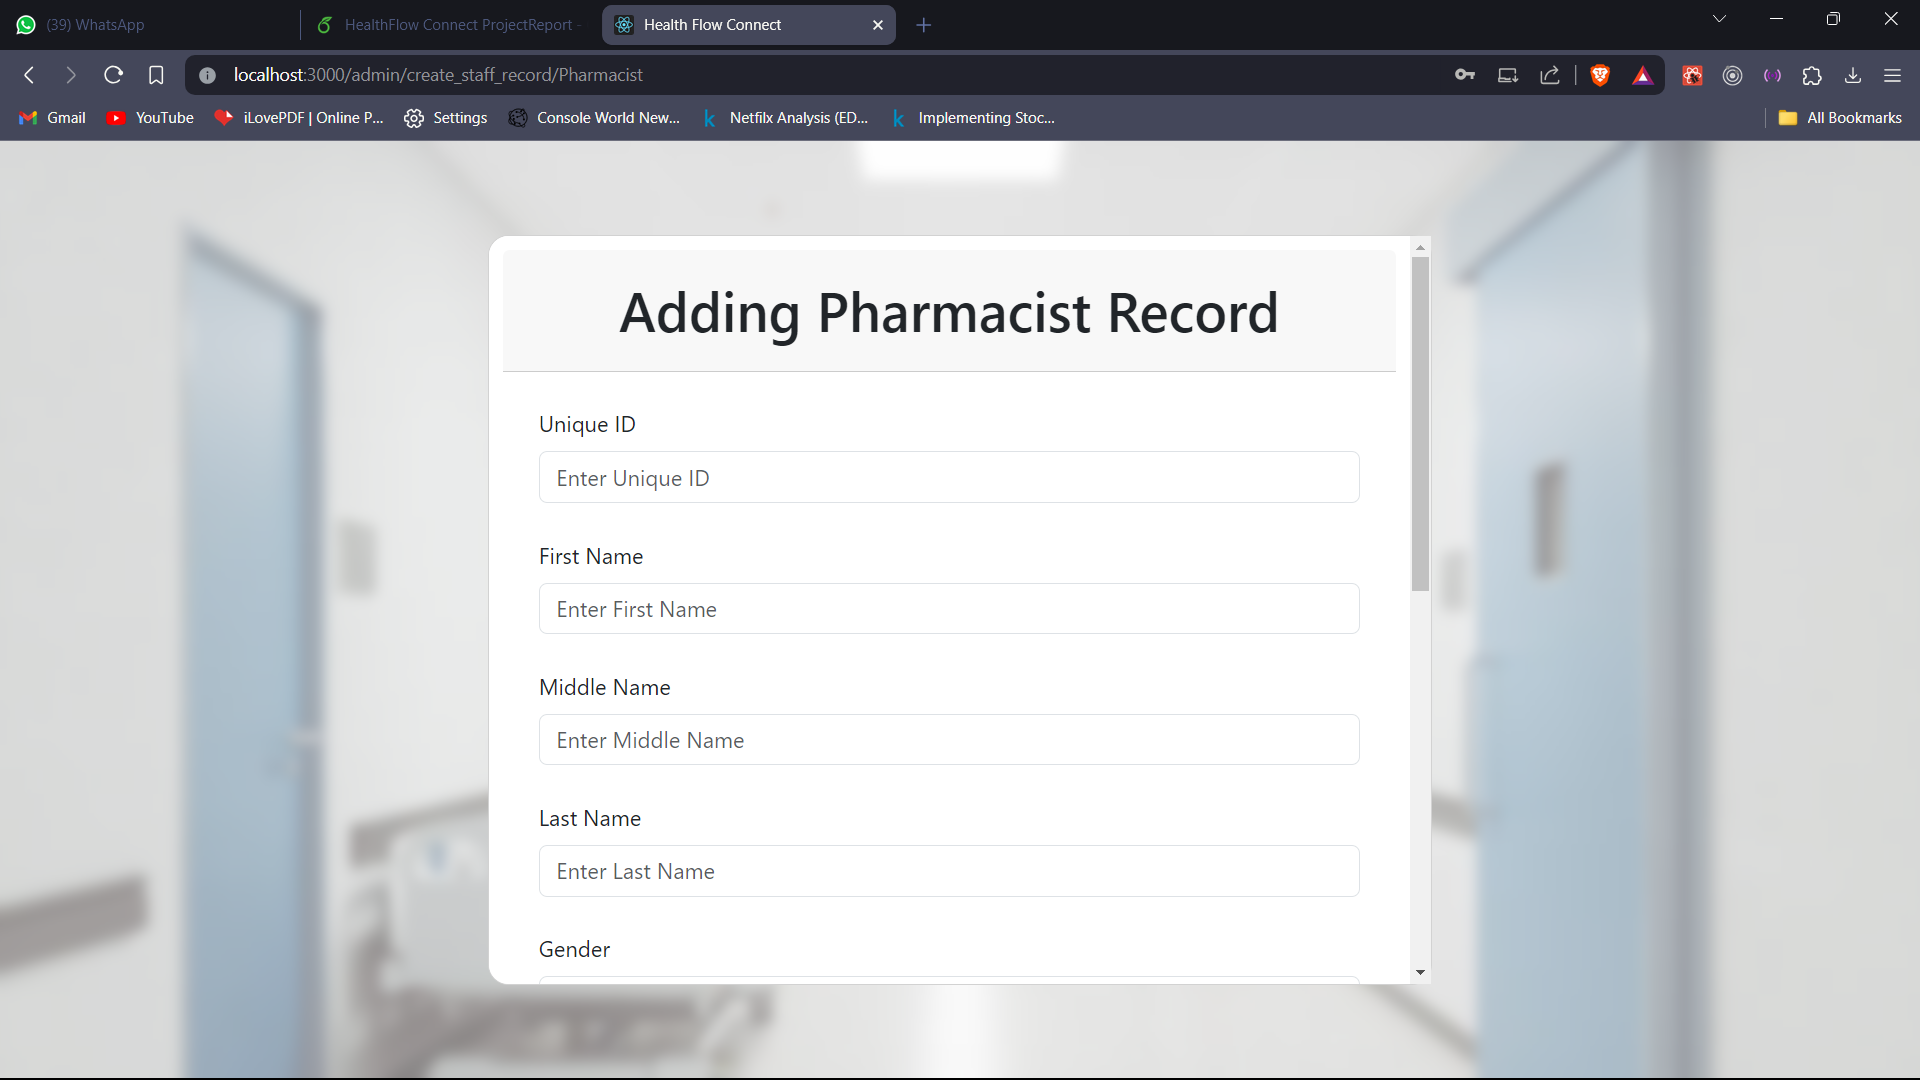 (39) WhatsApp
HealthFlow Connect ProjectReport -
Health Flow Connect
localhost:3000/admin/create_staff_record/Pharmacist
Gmail
YouTube
iLovePDF | Online P...
Settings
Console World New...
Netfilx Analysis (ED...
Implementing Stoc...
All Bookmarks
Adding Pharmacist Record
Unique ID
Enter Unique ID
First Name
Enter First Name
Middle Name
Enter Middle Name
Last Name
Enter Last Name
Gender